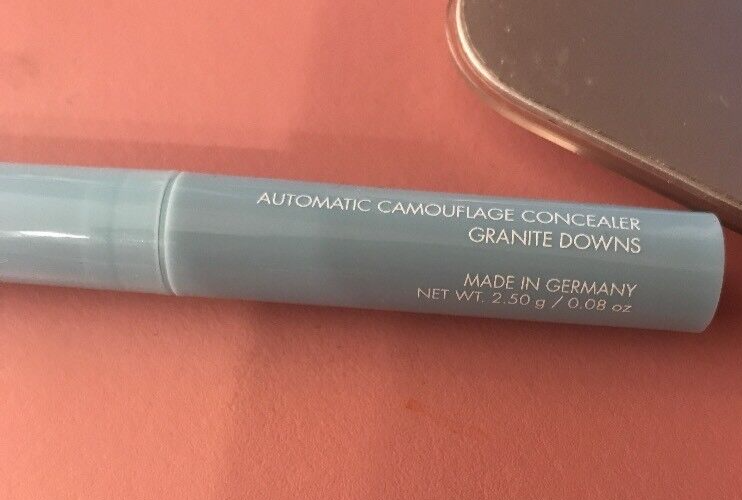 AUTOMATIC CAMOUFLAGE CONCEALER
GRANITE DOWNS
MADE IN GERMANY
NET WT. 2.50 g / 0.08 oz